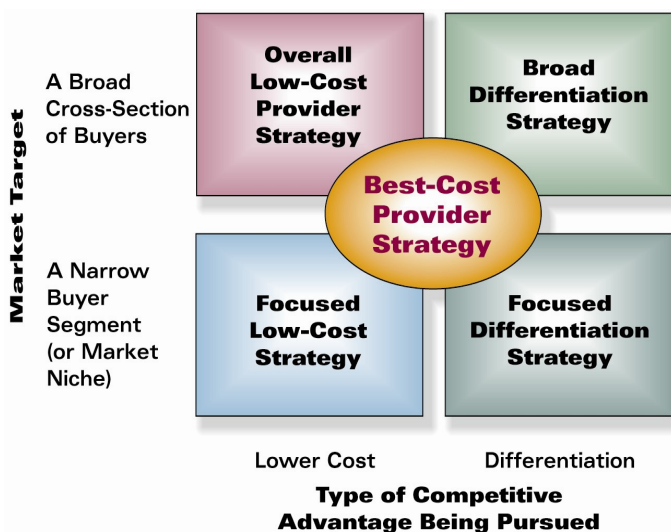 Market Target
A Broad
Cross-Section
of Buyers
Overall
Low-Cost
Provider
Strategy
Broad
Differentiation
Strategy
Best-Cost
Provider
Strategy
A Narrow
Buyer
Segment
(or Market
Niche)
Focused
Low-Cost
Strategy
Focused
Differentiation
Strategy
Lower Cost
Differentiation
Type of Competitive
Advantage Being Pursued